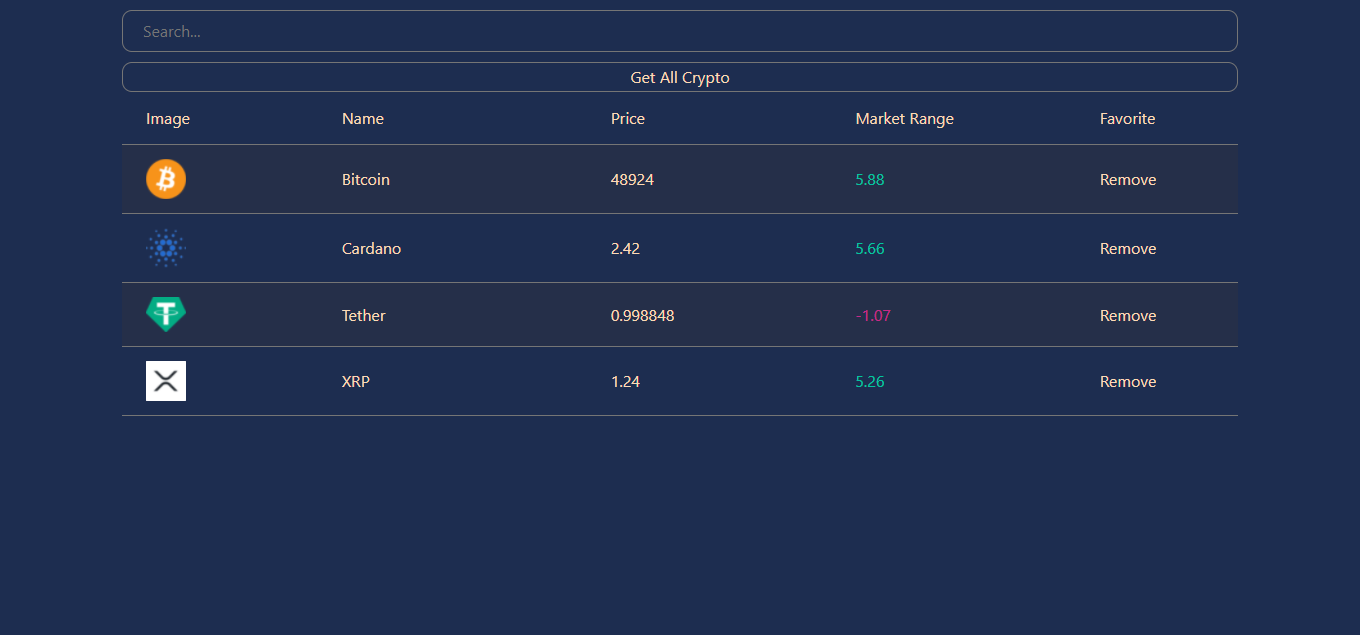 Search...
Get All Crypto
Image Name Price Market Range Favorite
Bitcoin 48924 5.88 Remove
Cardano 2.42 5.66 Remove
Tether 0.998848 -1.07 Remove
XRP 1.24 5.26 Remove